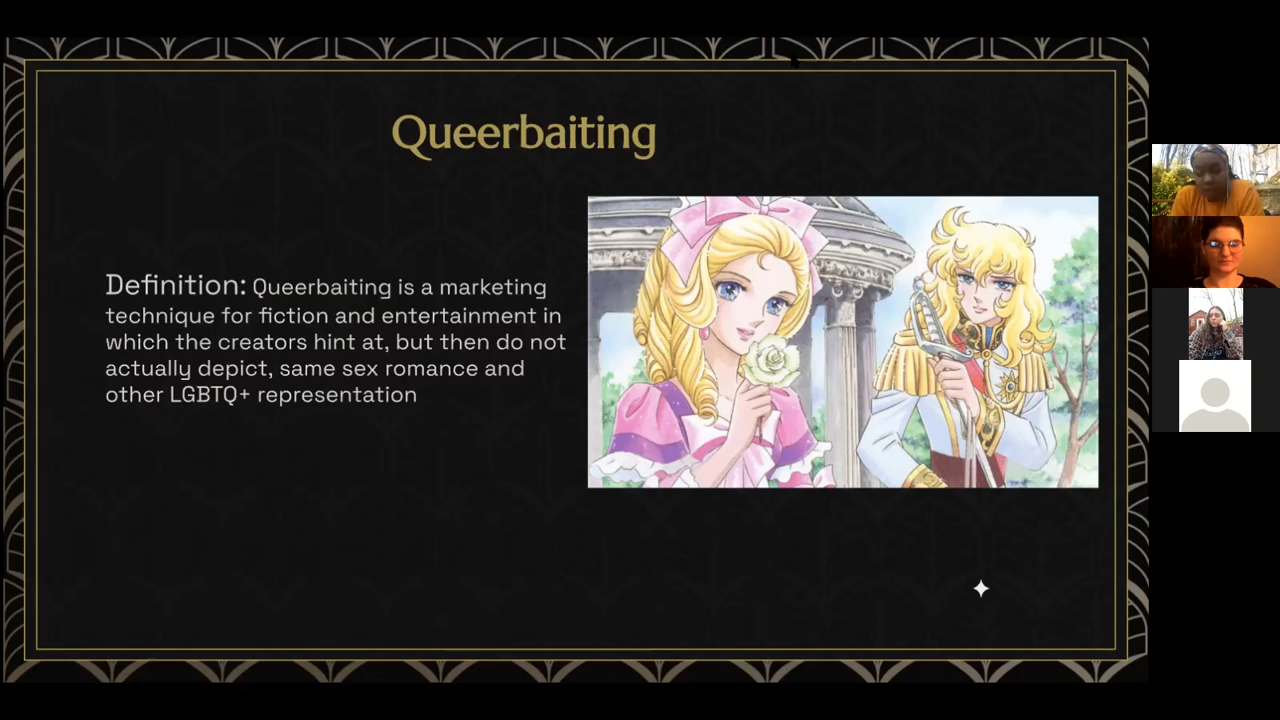 Queerbaiting
Definition: Queerbaiting is a marketing
technique for fiction and entertainment in
which the creators hint at, but then do not
actually depict, same sex romance and
other LGBTQ+ representation